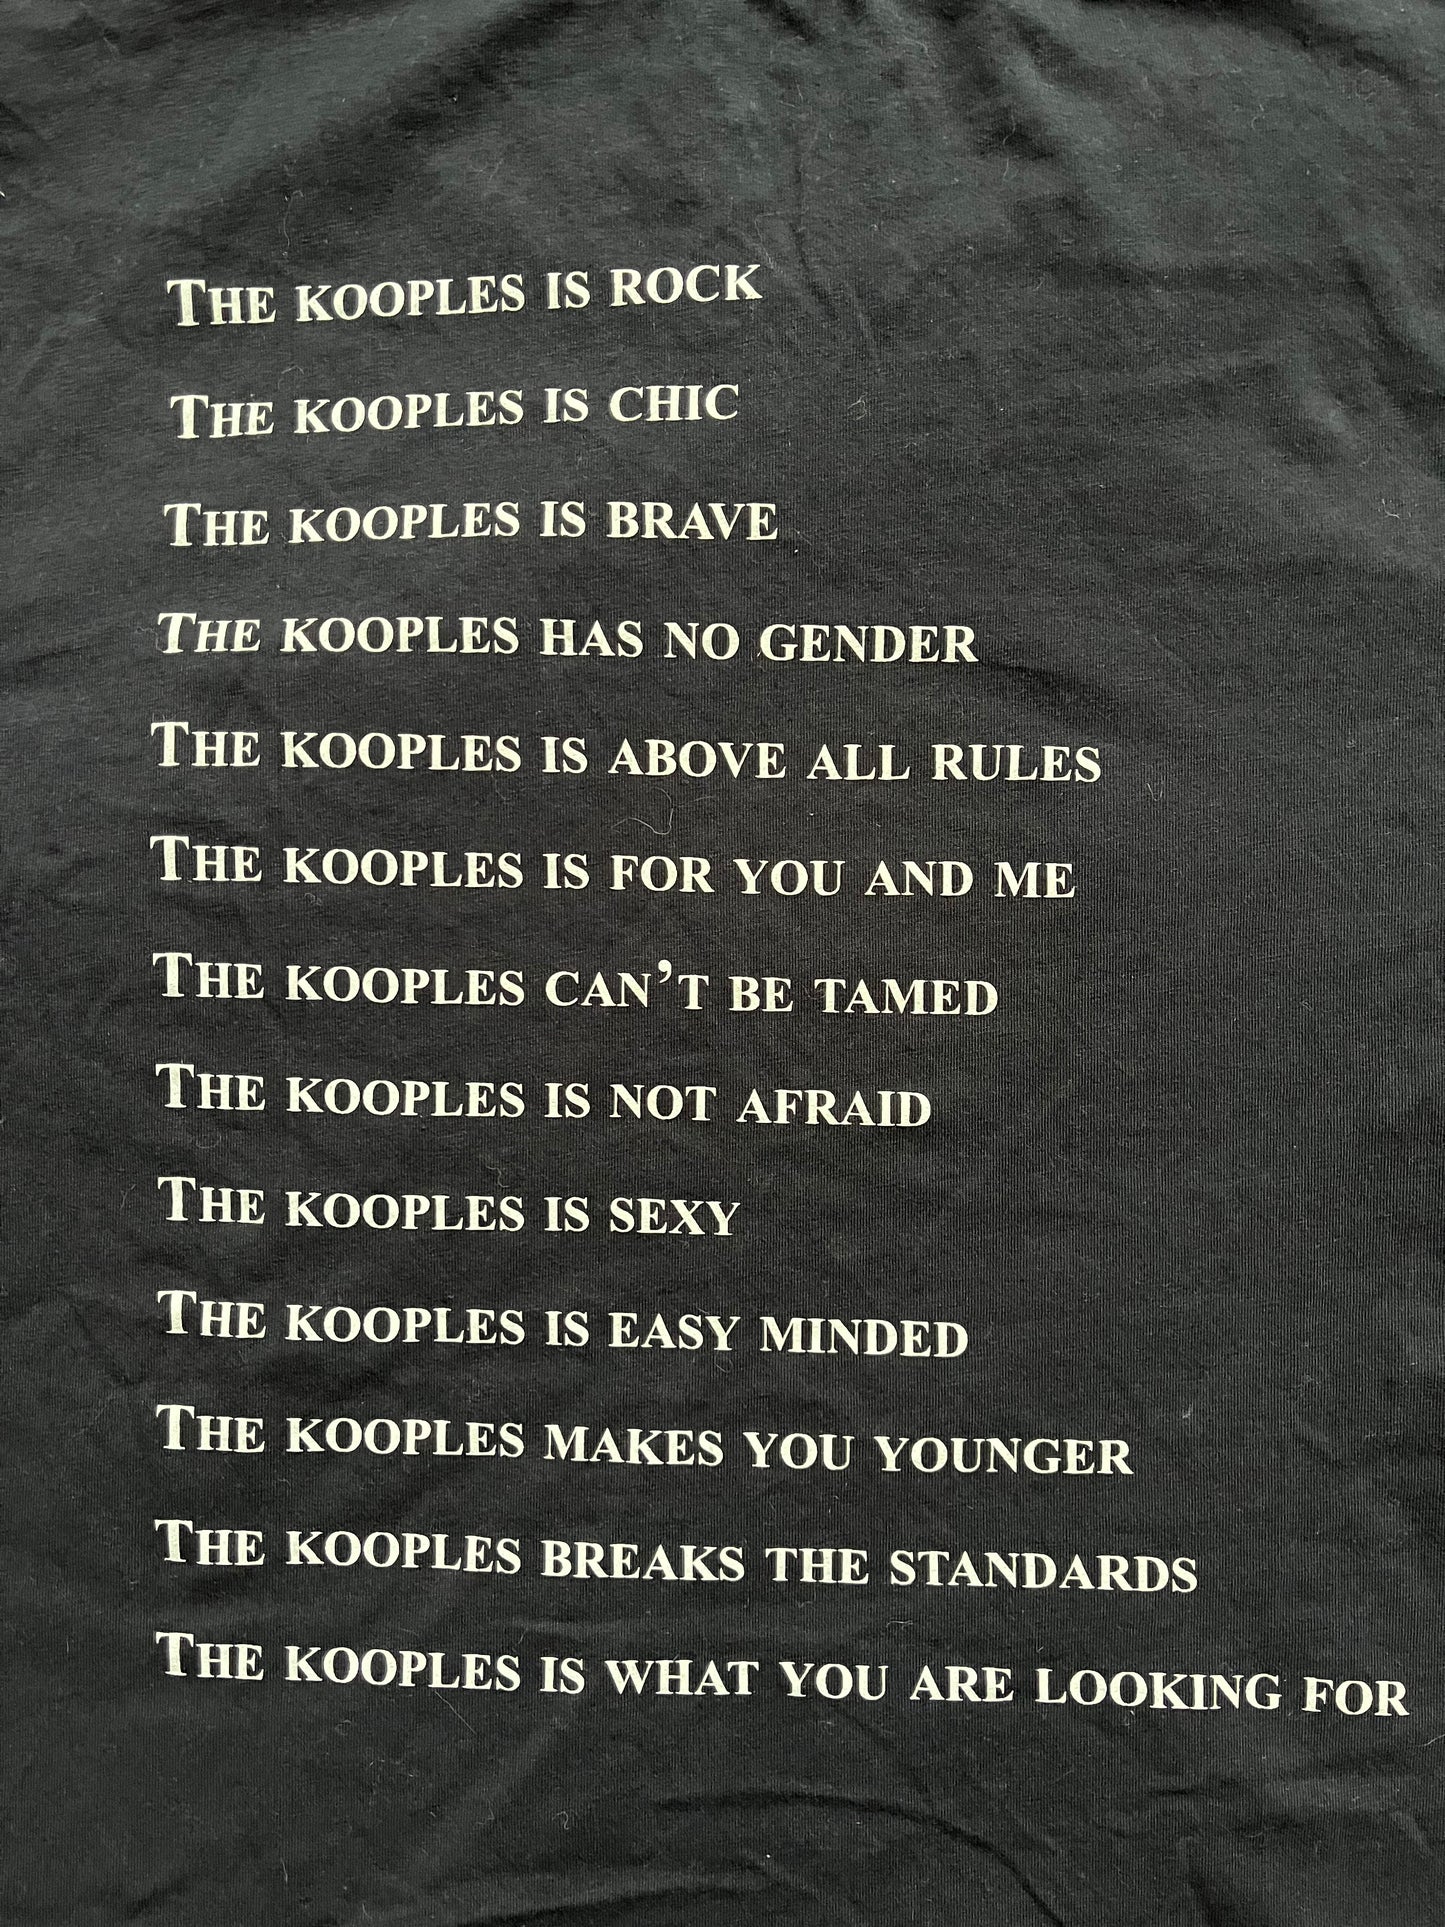 The kooples is rock
The kooples is chic
The kooples is brave
The kooples has no gender
The kooples is above all rules
The kooples is for you and me
The kooples can’t be tamed
The kooples is not afraid
The kooples is sexy
The kooples is easy minded
The kooples makes you younger
The kooples breaks the standards
The kooples is what you are looking for